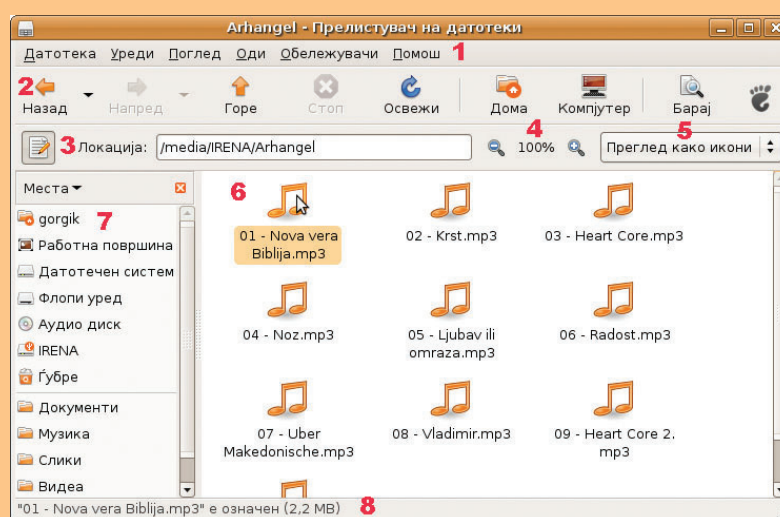 Arhangel - Прелистувач на датотеки
Датотека Уреди Поглед Оди Обележувачи Помош 1
2
Назад Напред Горе Стоп Освежи Дома Компјутер Барај
3 Локација: /media/IRENA/Arhangel 4 100% 5 Преглед како икони
Места
7
gorgik
Работна површина
Датотечен систем
Флопи уред
Аудио диск
IRENA
Ѓубре
Документи
Музика
Слики
Видеа
6
01 - Nova vera
Biblija.mp3
02 - Krst.mp3
03 - Heart Core.mp3
04 - Noz.mp3
05 - Ljubav ili
omraza.mp3
06 - Radost.mp3
07 - Uber
Makedonische.mp3
08 - Vladimir.mp3
09 - Heart Core 2.
mp3
"01 - Nova vera Biblija.mp3" е означен (2,2 MB) 8